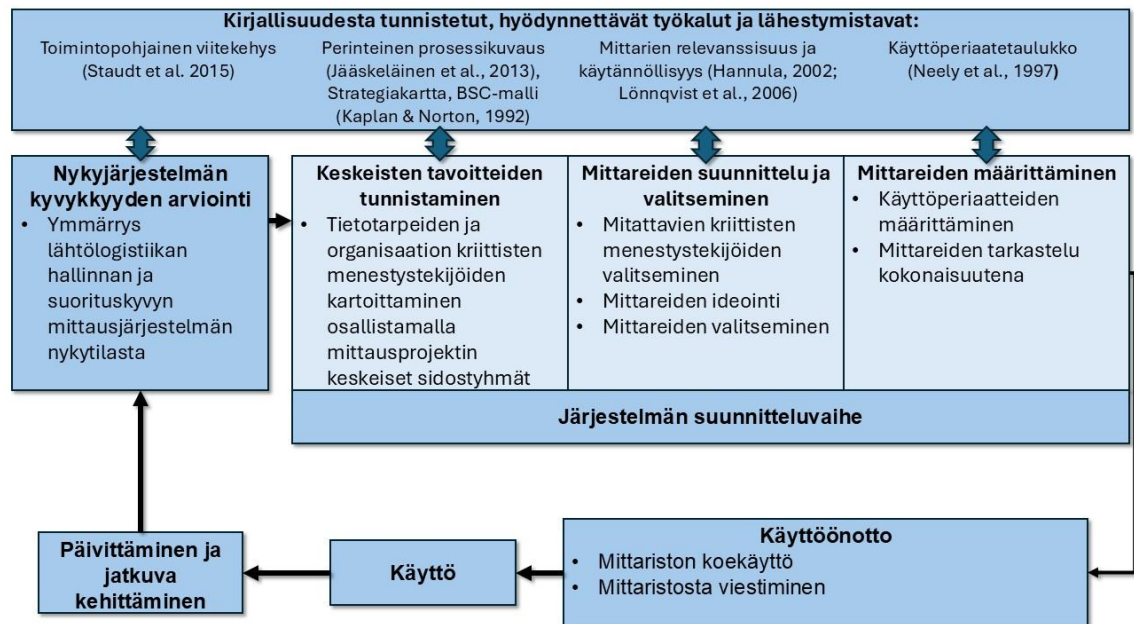 Kirjallisuudesta tunnistetut, hyödynnettävät työkalut ja lähestymistavat:
Toimintopohjainen viitekehys
(Staudt et al. 2015)
Perinteinen prosessikuvaus
(Jääskeläinen et al., 2013),
Strategiakartta, BSC-malli
(Kaplan & Norton, 1992)
Mittarien relevanssisuus ja
käytännöllisyys (Hannula, 2002;
Lönnqvist et al., 2006)
Käyttöperiaatetaulukko
(Neely et al., 1997)
Nykyjärjestelmän
kyvykkyyden arviointi
• Ymmärrys
lähtölogistiikan
hallinnan ja
suorituskyvyn
mittausjärjestelmän
nykytilasta
Keskeisten tavoitteiden
tunnistaminen
• Tietotarpeiden ja
organisaation kriittisten
menestystekijöiden
kartoittaminen
osallistamalla
mittausprojektin
keskeiset sidostyhmät
Mittareiden suunnittelu ja
valitseminen
• Mitattavien kriittisten
menestystekijöiden
valitseminen
• Mittareiden ideointi
• Mittareiden valitseminen
Mittareiden määrittäminen
• Käyttöperiaatteiden
määrittäminen
• Mittareiden tarkastelu
kokonaisuutena
Järjestelmän suunnitteluvaihe
Päivittäminen ja
jatkuva
kehittäminen
Käyttö
Käyttöönotto
• Mittariston koekäyttö
• Mittaristosta viestiminen